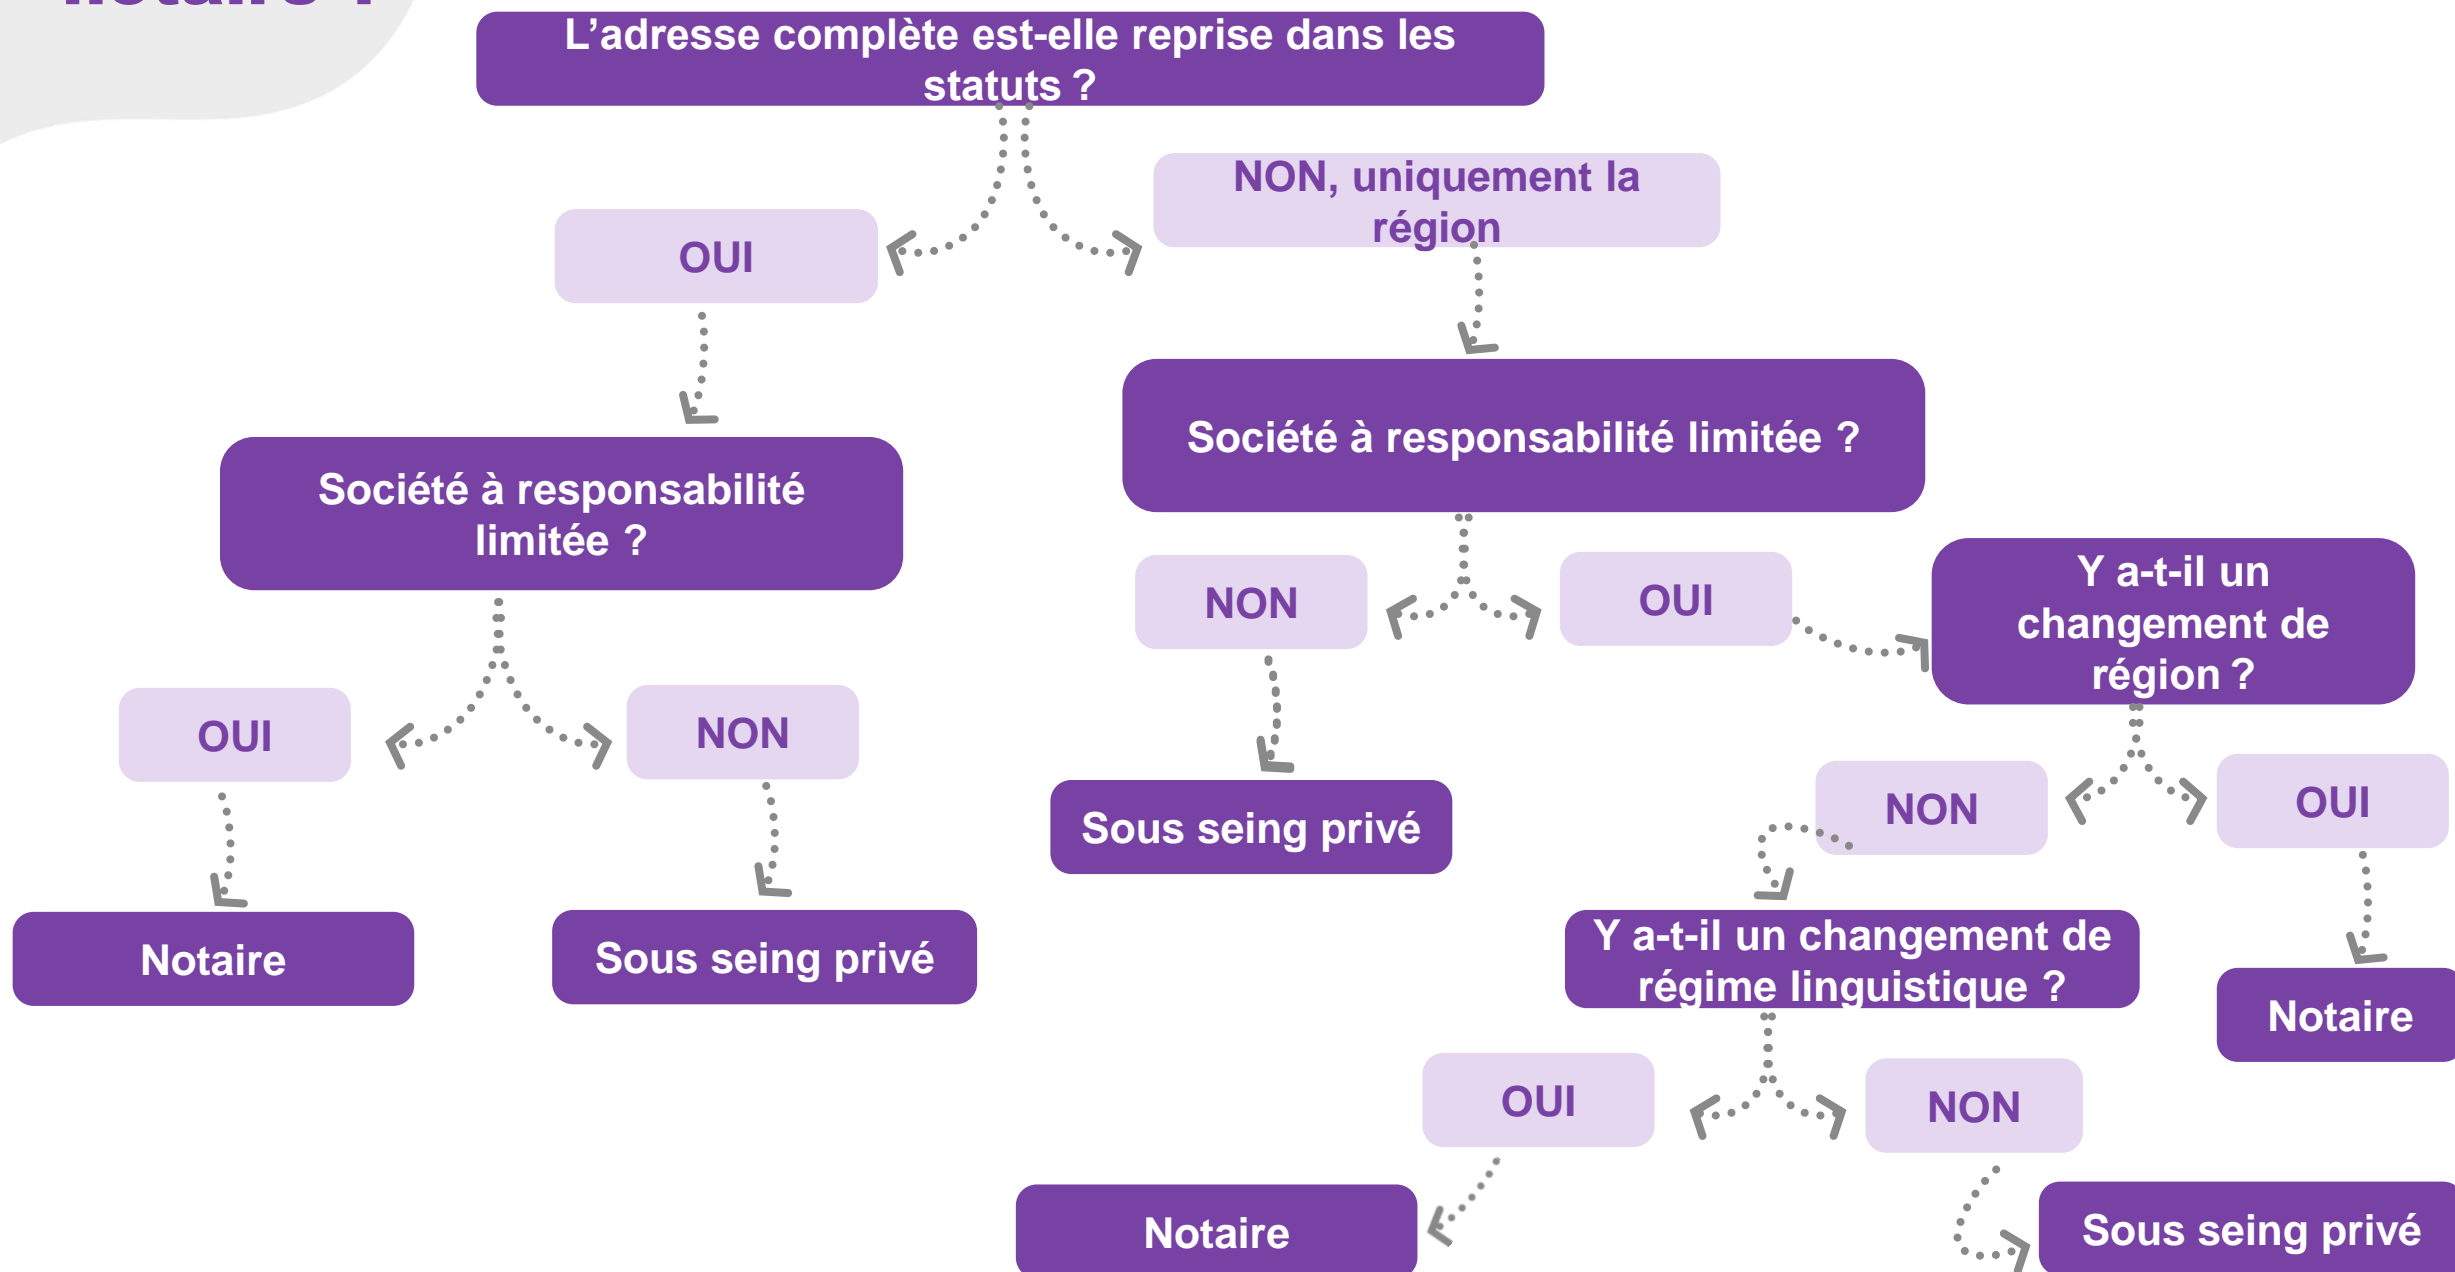 notaire ?
L’adresse complète est-elle reprise dans les
statuts ?
NON, uniquement la
région
OUI
Société à responsabilité limitée ?
Société à responsabilité
limitée ?
NON
OUI
Y a-t-il un
changement de
région ?
OUI
NON
NON
OUI
Sous seing privé
Notaire
Sous seing privé
Y a-t-il un changement de
régime linguistique ?
Notaire
OUI
NON
Notaire
Sous seing privé